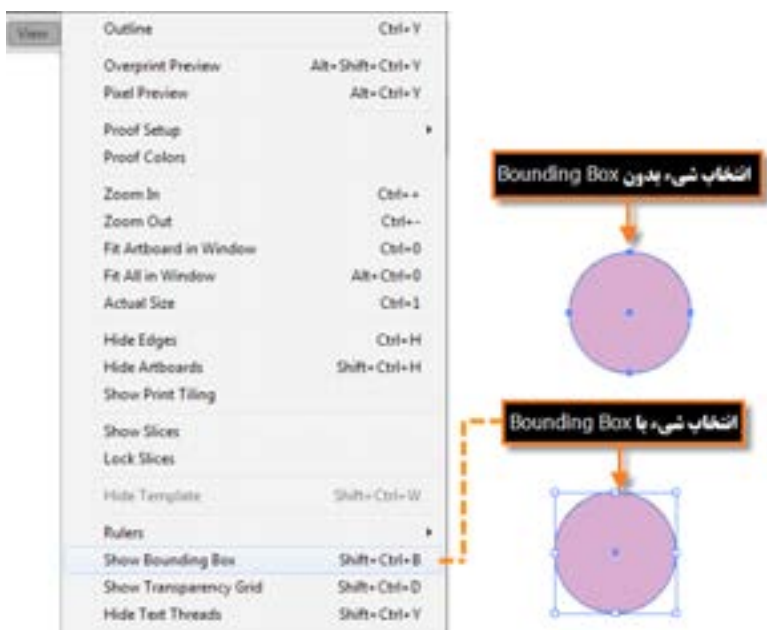 View
Outline Ctrl+Y
Overprint Preview Alt+Shift+Ctrl+Y
Pixel Preview Alt+Ctrl+Y
Proof Setup
Proof Colors
Zoom In Ctrl++
Zoom Out Ctrl+-
Fit Artboard in Window Ctrl+0
Fit All in Window Alt+Ctrl+0
Actual Size Ctrl+1
Hide Edges Ctrl+H
Hide Artboards Shift+Ctrl+H
Show Print Tiling
Show Slices
Lock Slices
Hide Template Shift+Ctrl+W
Rulers
Show Bounding Box Shift+Ctrl+B
Show Transparency Grid Shift+Ctrl+D
Hide Text Threads Shift+Ctrl+Y
انتخاب شیء بدون Bounding Box
انتخاب شیء با Bounding Box